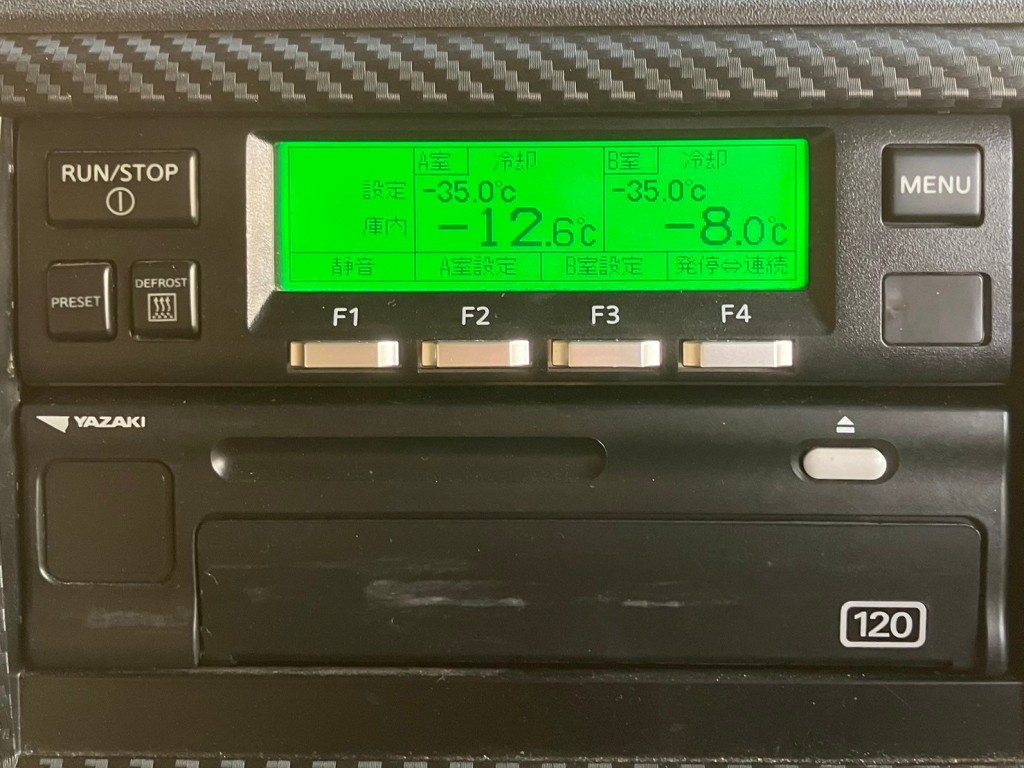 RUN/STOP
A室 冷却 B室 冷却
設定 -35.0℃ -35.0℃
庫内 -12.6℃ -8.0℃
静音 A室設定 B室設定 発停⇔連続
MENU
PRESET
DEFROST
F1 F2 F3 F4
YAZAKI
120